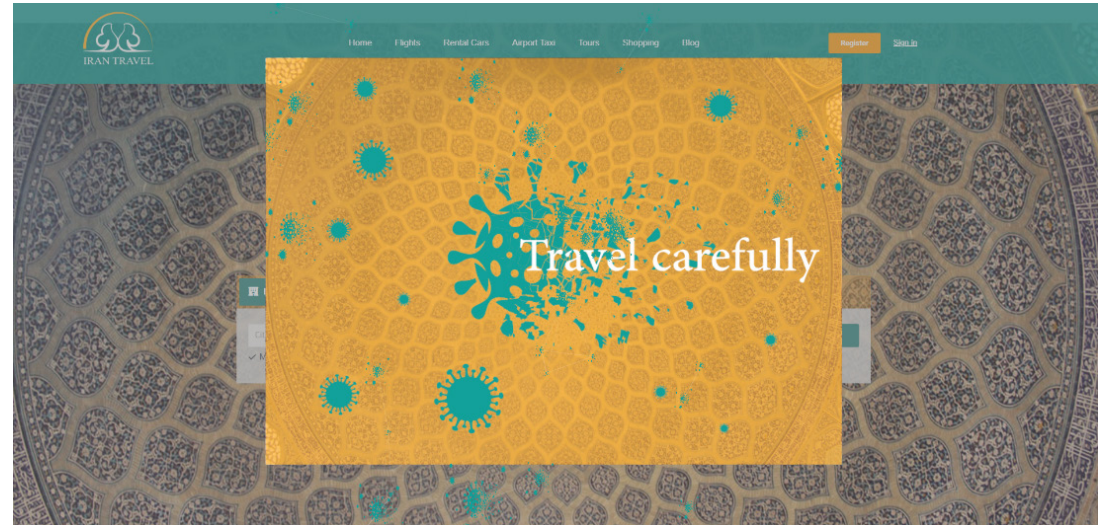 IRAN TRAVEL
Home Flights Rental Cars Airport Taxi Tours Shopping Blog
Register Sign in
Travel carefully